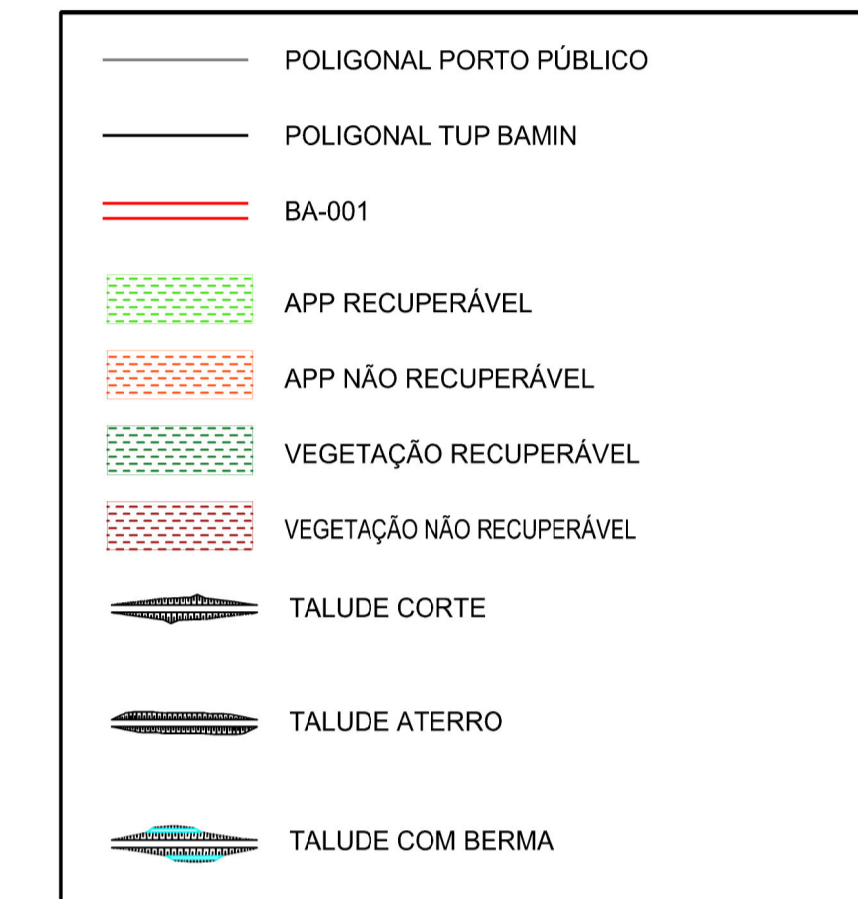 POLIGONAL PORTO PÚBLICO
POLIGONAL TUP BAMIN
BA-001
APP RECUPERÁVEL
APP NÃO RECUPERÁVEL
VEGETAÇÃO RECUPERÁVEL
VEGETAÇÃO NÃO RECUPERÁVEL
TALUDE CORTE
TALUDE ATERRO
TALUDE COM BERMA